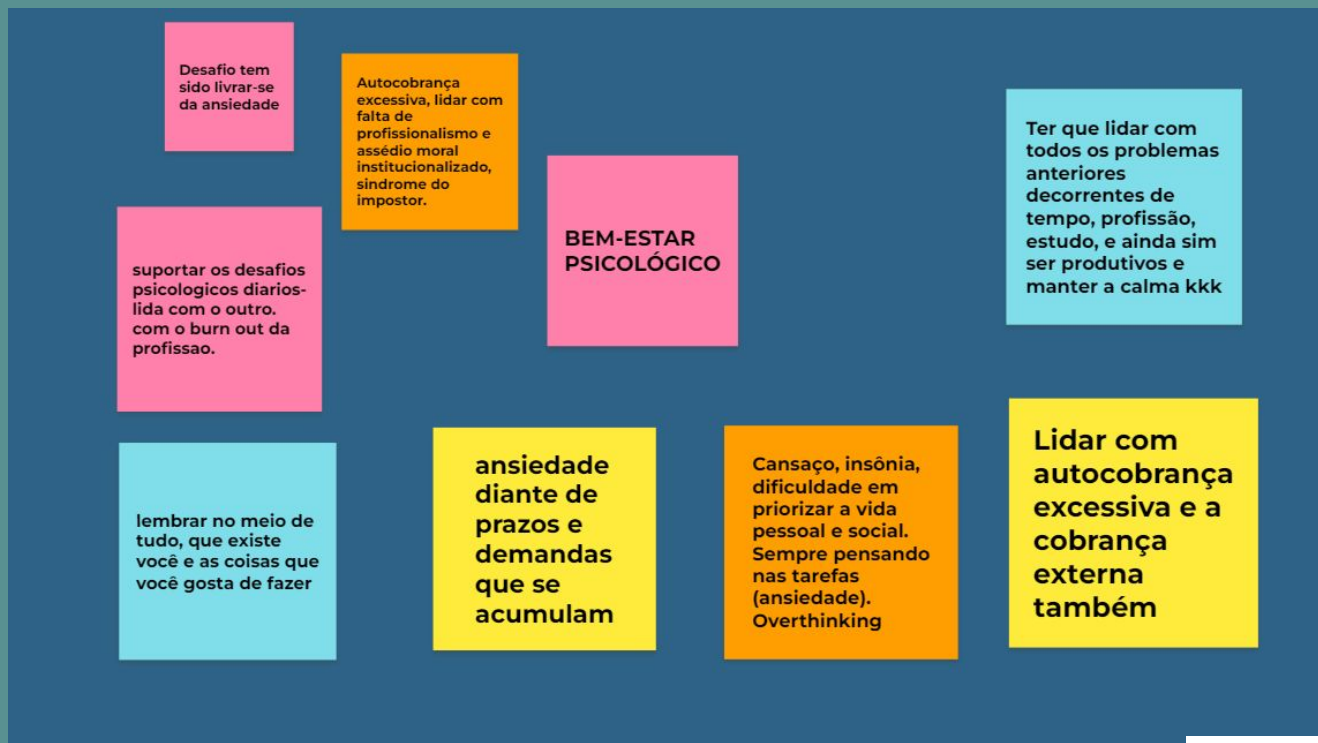 Desafio tem
sido livrar-se
da ansiedade
Autocobrança
excessiva, lidar com
falta de
profissionalismo e
assédio moral
institucionalizado,
sindrome do
impostor.
BEM-ESTAR
PSICOLÓGICO
Ter que lidar com
todos os problemas
anteriores
decorrentes de
tempo, profissão,
estudo, e ainda sim
ser produtivos e
manter a calma kkk
suportar os desafios
psicologicos diarios-
lida com o outro.
com o burn out da
profissao.
lembrar no meio de
tudo, que existe
você e as coisas que
você gosta de fazer
ansiedade
diante de
prazos e
demandas
que se
acumulam
Cansaço, insônia,
dificuldade em
priorizar a vida
pessoal e social.
Sempre pensando
nas tarefas
(ansiedade).
Overthinking
Lidar com
autocobrança
excessiva e a
cobrança
externa
também